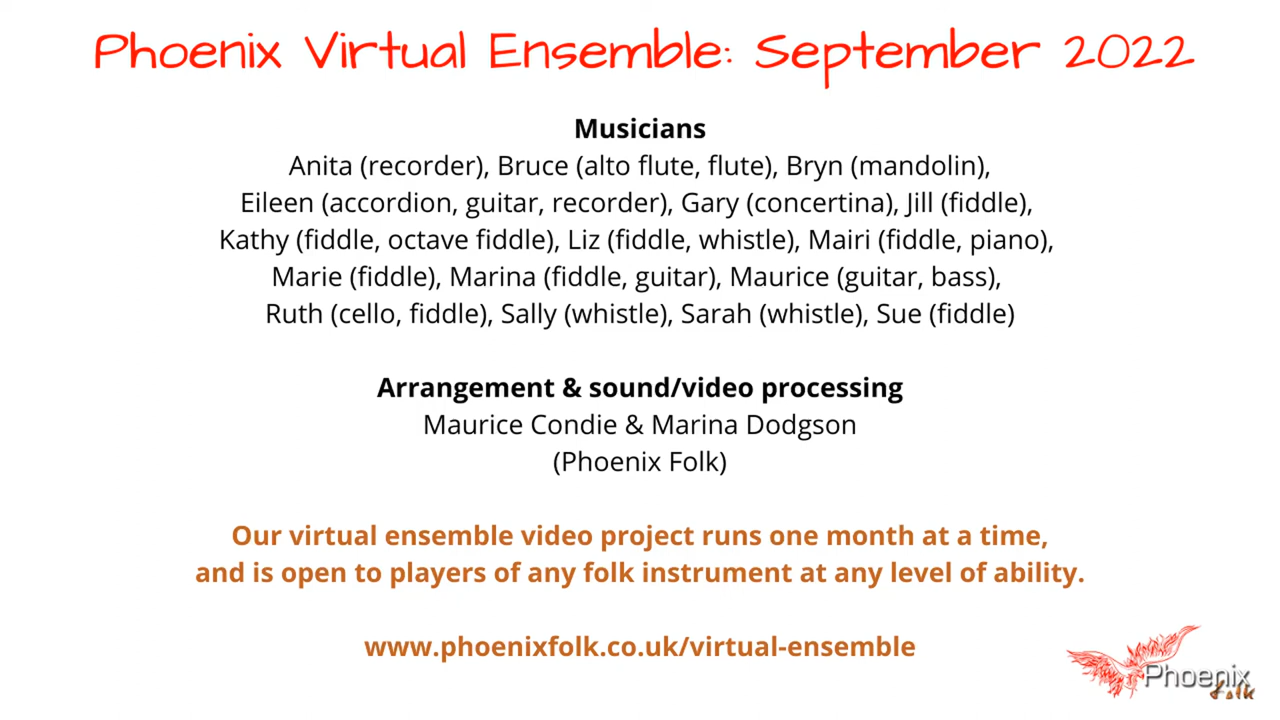 Phoenix Virtual Ensemble: September 2022
Musicians
Anita (recorder), Bruce (alto flute, flute), Bryn (mandolin),
Eileen (accordion, guitar, recorder), Gary (concertina), Jill (fiddle),
Kathy (fiddle, octave fiddle), Liz (fiddle, whistle), Mairi (fiddle, piano),
Marie (fiddle), Marina (fiddle, guitar), Maurice (guitar, bass),
Ruth (cello, fiddle), Sally (whistle), Sarah (whistle), Sue (fiddle)
Arrangement & sound/video processing
Maurice Condie & Marina Dodgson
(Phoenix Folk)
Our virtual ensemble video project runs one month at a time,
and is open to players of any folk instrument at any level of ability.
www.phoenixfolk.co.uk/virtual-ensemble
Phoenix
folk